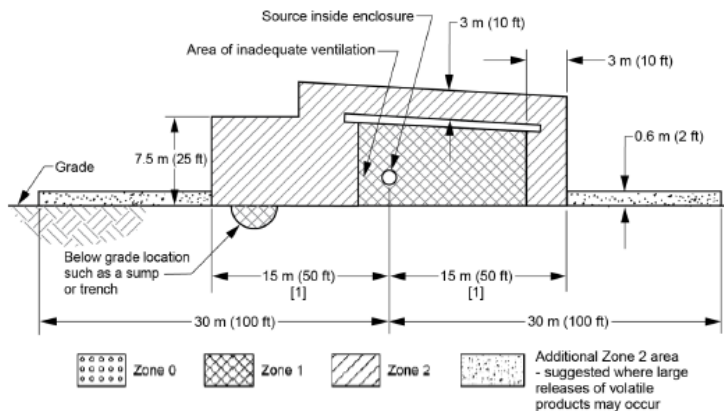 Source inside enclosure
Area of inadequate ventilation
3 m (10 ft)
3 m (10 ft)
7.5 m (25 ft)
0.6 m (2 ft)
Grade
Below grade location
such as a sump
or trench
15 m (50 ft)
[1]
15 m (50 ft)
[1]
30 m (100 ft)
30 m (100 ft)
Zone 0
Zone 1
Zone 2
Additional Zone 2 area
- suggested where large
releases of volatile
products may occur